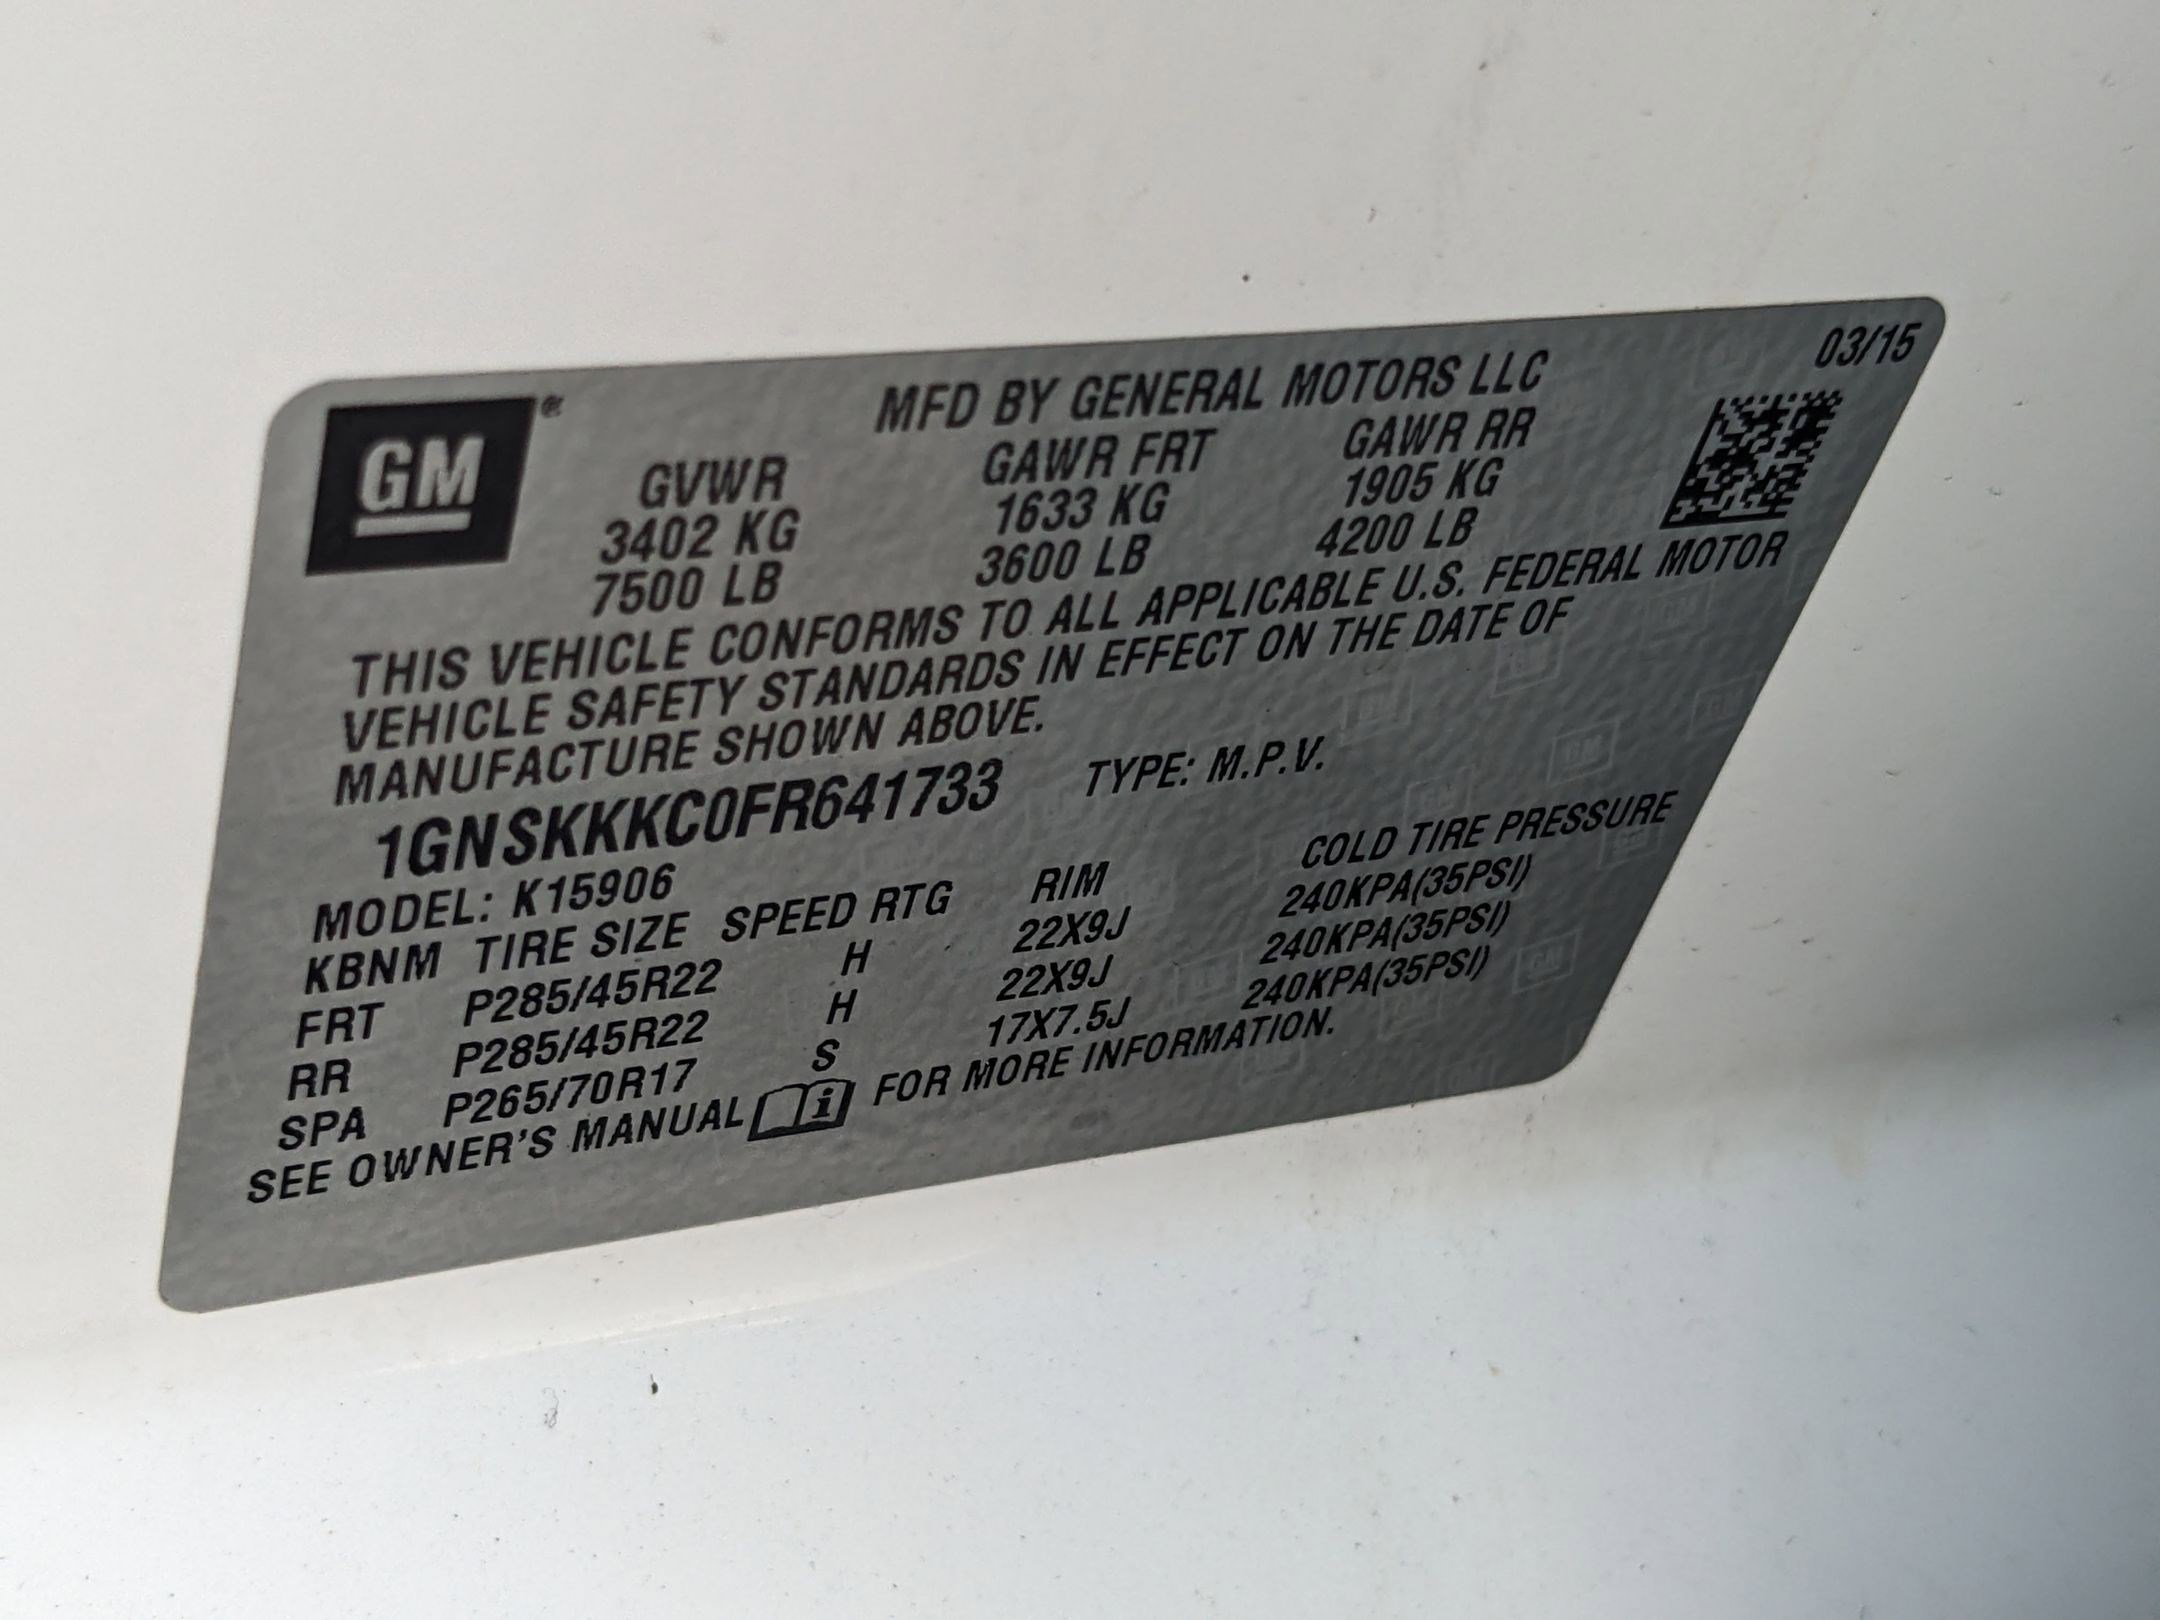 MFD BY GENERAL MOTORS LLC 03/15
GM®
GVWR GAWR FRT GAWR RR
3402 KG 1633 KG 1905 KG
7500 LB 3600 LB 4200 LB
THIS VEHICLE CONFORMS TO ALL APPLICABLE U.S. FEDERAL MOTOR
VEHICLE SAFETY STANDARDS IN EFFECT ON THE DATE OF
MANUFACTURE SHOWN ABOVE.
1GNSKKKC0FR641733 TYPE: M.P.V.
MODEL: K15906
KBNM TIRE SIZE SPEED RTG RIM COLD TIRE PRESSURE
FRT P285/45R22 H 22X9J 240KPA(35PSI)
RR P285/45R22 H 22X9J 240KPA(35PSI)
SPA P265/70R17 S 17X7.5J 240KPA(35PSI)
SEE OWNER'S MANUAL i FOR MORE INFORMATION.